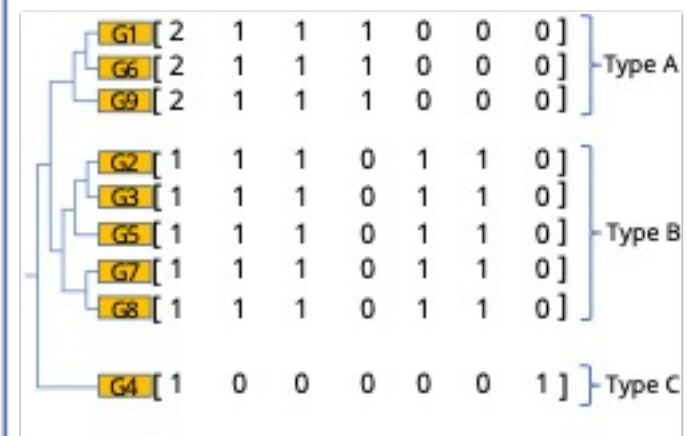 G1 [ 2 1 1 1 0 0 0 ]
G6 [ 2 1 1 1 0 0 0 ] Type A
G9 [ 2 1 1 1 0 0 0 ]
G2 [ 1 1 1 0 1 1 0 ]
G3 [ 1 1 1 0 1 1 0 ]
G5 [ 1 1 1 0 1 1 0 ] Type B
G7 [ 1 1 1 0 1 1 0 ]
G8 [ 1 1 1 0 1 1 0 ]
G4 [ 1 0 0 0 0 0 1 ] Type C